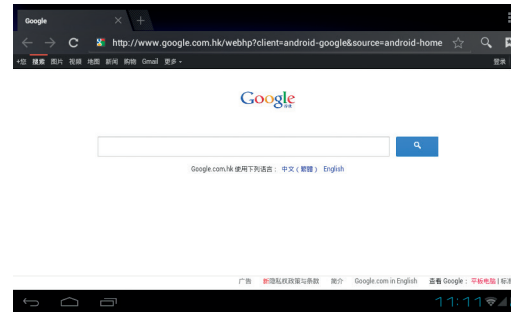 Google
http://www.google.com.hk/webhp?client=android-google&source=android-home
+您 搜索 图片 视频 地图 新闻 购物 Gmail 更多 登录
Google
香港
Google.com.hk 使用下列语言： 中文（繁體） English
广告 新隐私权政策与条款 简介 Google.com in English 查看 Google： 平板电脑 | 标准
11:11